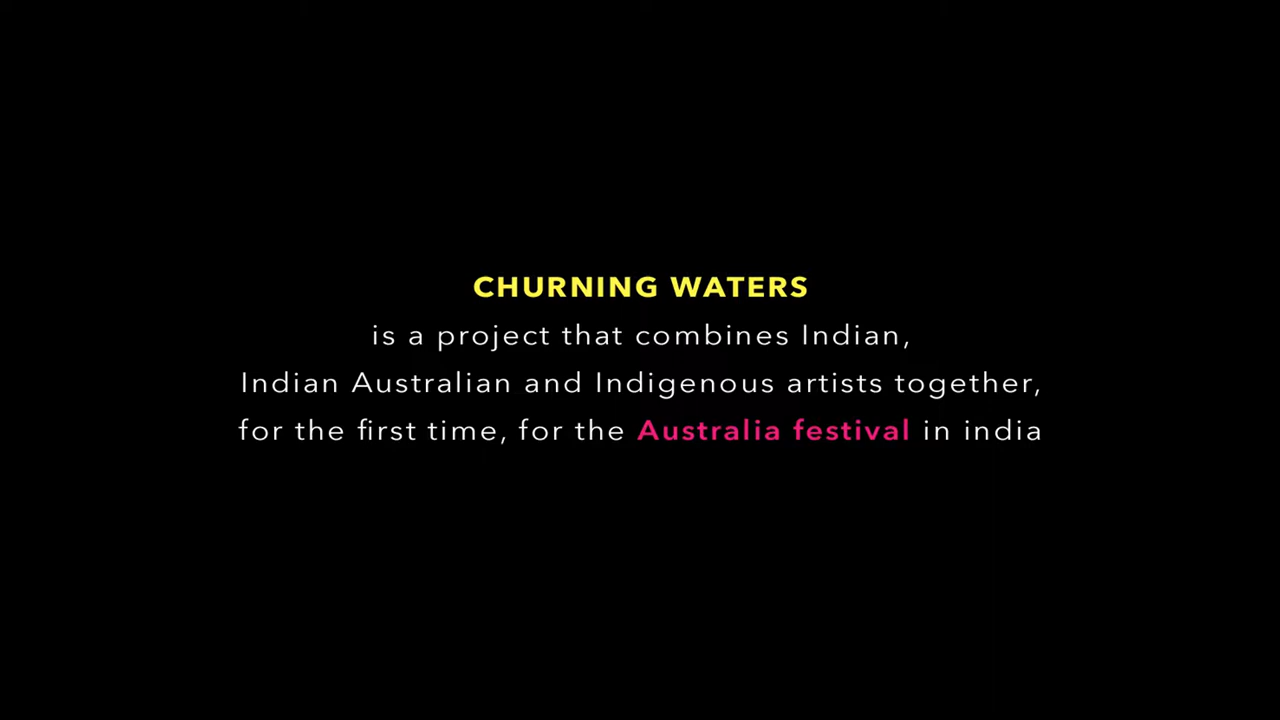 CHURNING WATERS
is a project that combines Indian,
Indian Australian and Indigenous artists together,
for the first time, for the Australia festival in india